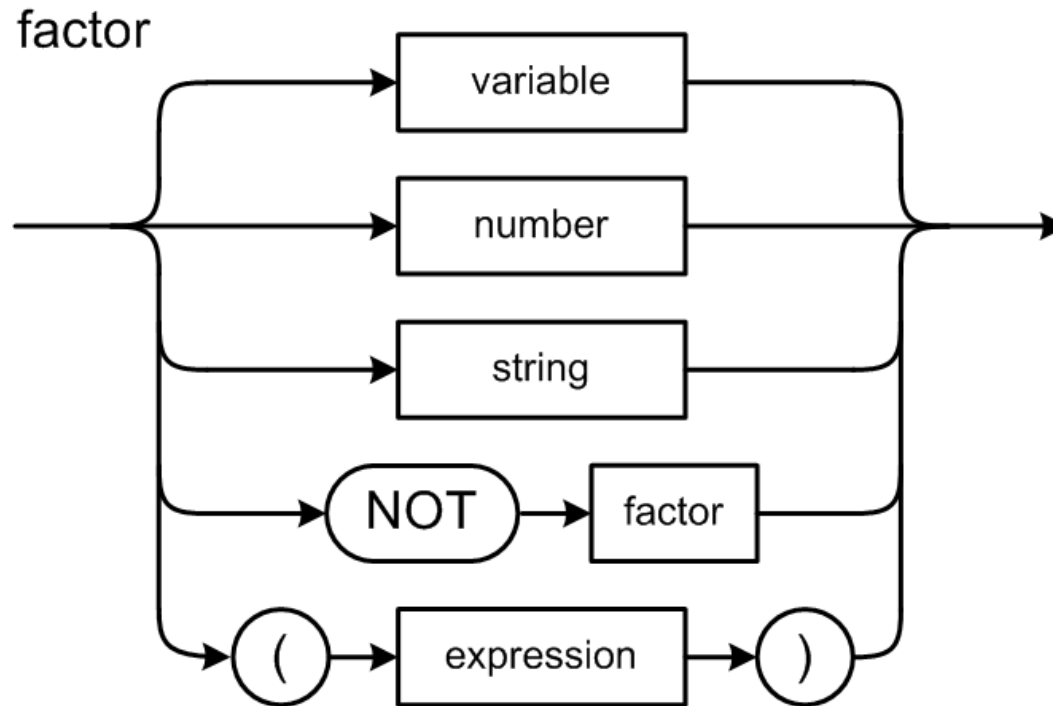 factor
variable
number
string
NOT factor
( expression )